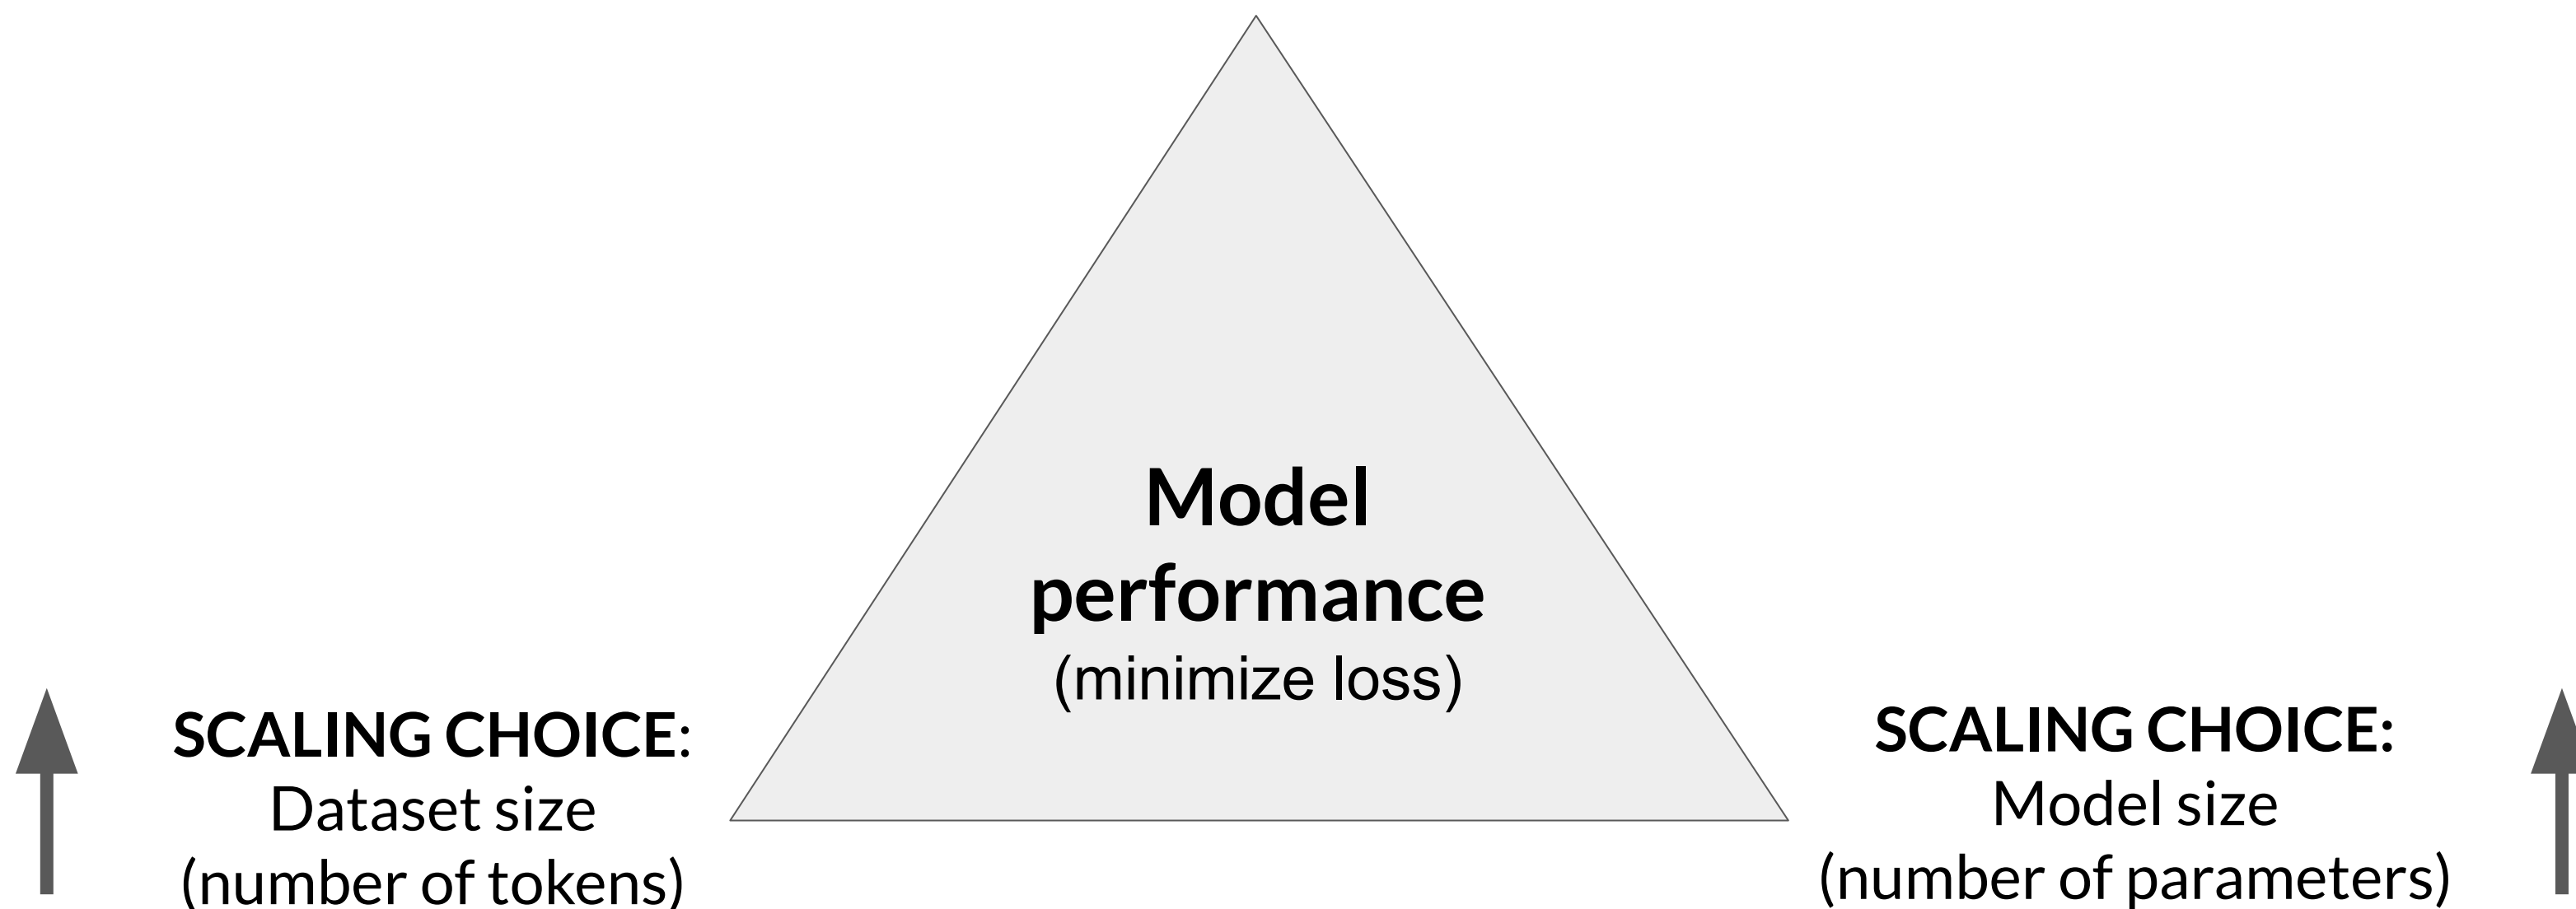 Model
performance
(minimize loss)
SCALING CHOICE:
Dataset size
(number of tokens)
SCALING CHOICE:
Model size
(number of parameters)